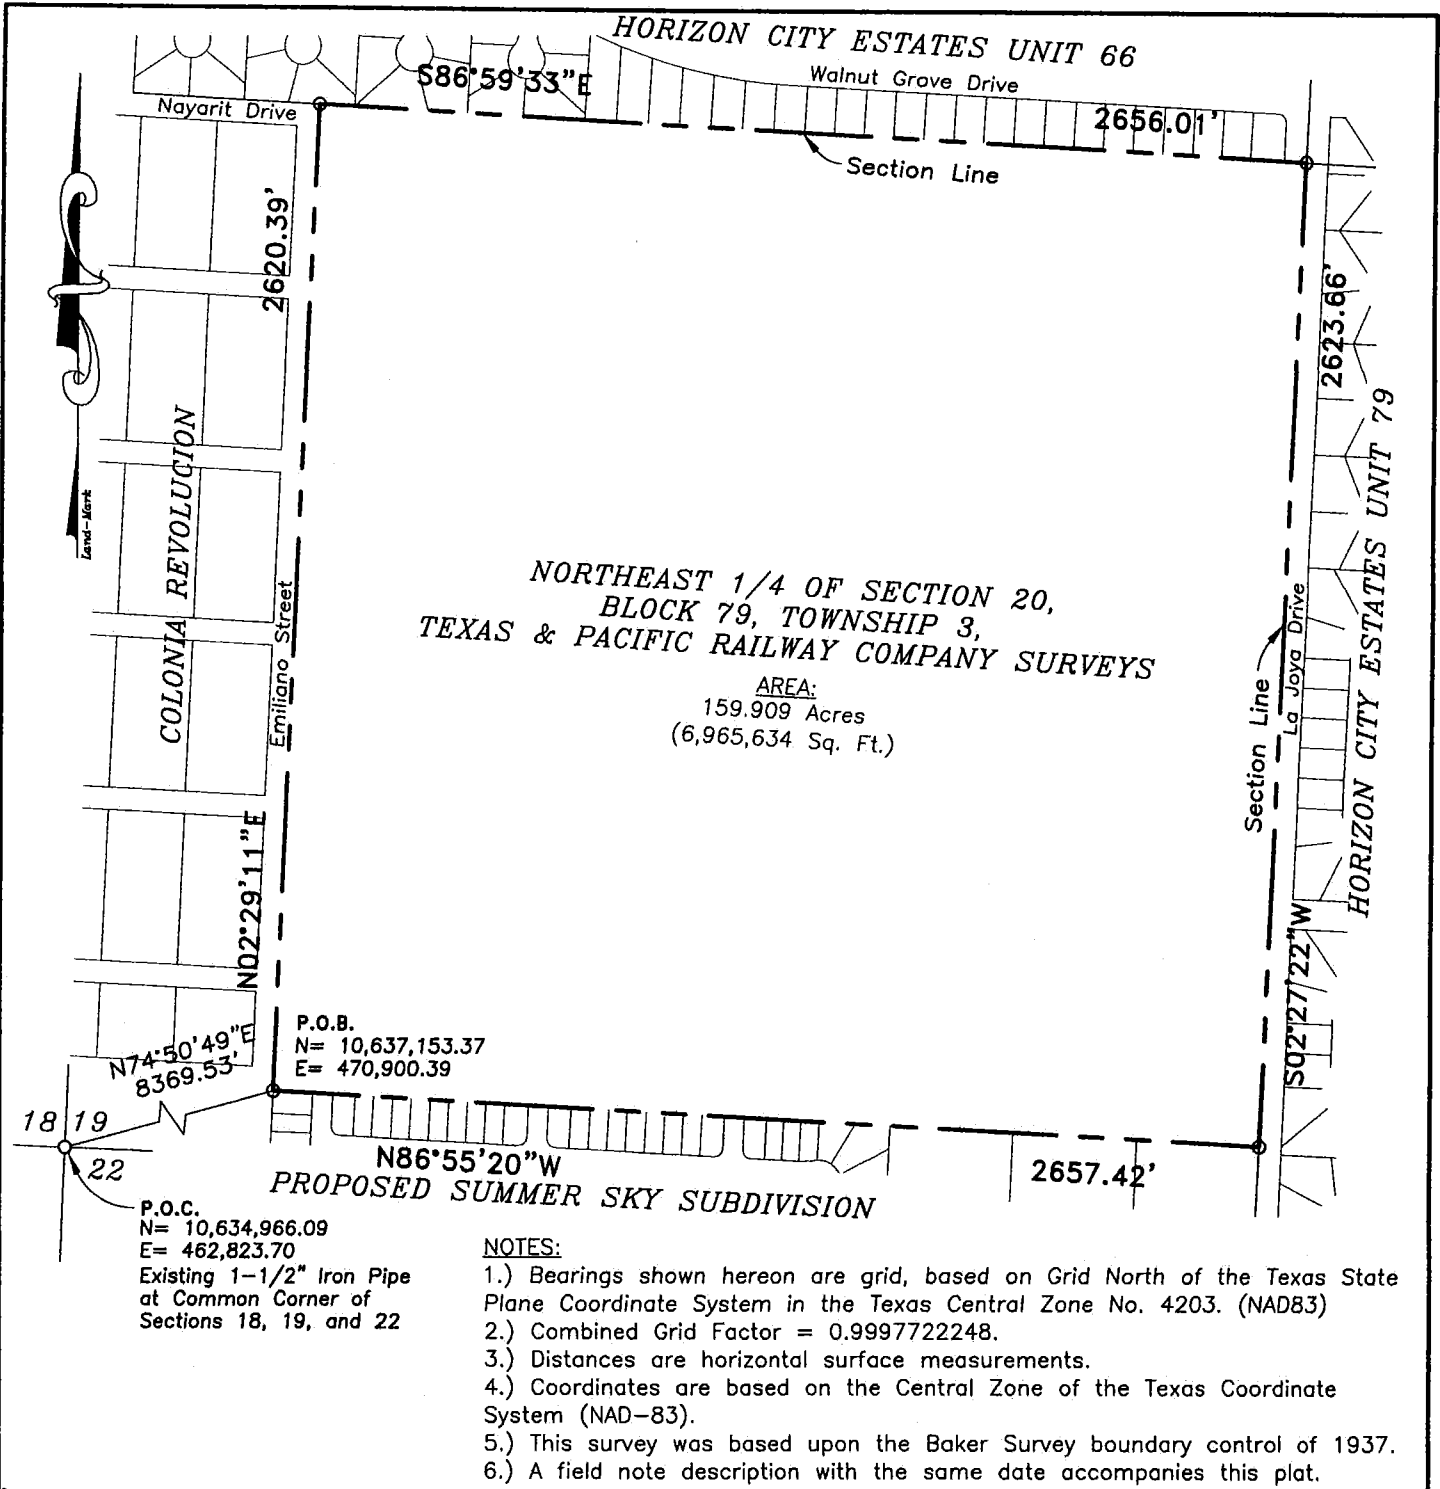 HORIZON CITY ESTATES UNIT 66
Walnut Grove Drive
S86°59'33"E
2656.01'
Nayarit Drive
Section Line
2620.39'
2623.66'
COLONIA REVOLUCION
Land-Mark
Emiliano Street
NORTHEAST 1/4 OF SECTION 20,
BLOCK 79, TOWNSHIP 3,
TEXAS & PACIFIC RAILWAY COMPANY SURVEYS
AREA:
159.909 Acres
(6,965,634 Sq. Ft.)
Section Line
La Joya Drive
HORIZON CITY ESTATES UNIT 79
N02°29'11"E
S02°27'22"W
P.O.B.
N= 10,637,153.37
E= 470,900.39
N74°50'49"E
8369.53'
18
19
22
N86°55'20"W
2657.42'
PROPOSED SUMMER SKY SUBDIVISION
P.O.C.
N= 10,634,966.09
E= 462,823.70
Existing 1-1/2" Iron Pipe
at Common Corner of
Sections 18, 19, and 22
NOTES:
1.) Bearings shown hereon are grid, based on Grid North of the Texas State
Plane Coordinate System in the Texas Central Zone No. 4203. (NAD83)
2.) Combined Grid Factor = 0.9997722248.
3.) Distances are horizontal surface measurements.
4.) Coordinates are based on the Central Zone of the Texas Coordinate
System (NAD-83).
5.) This survey was based upon the Baker Survey boundary control of 1937.
6.) A field note description with the same date accompanies this plat.